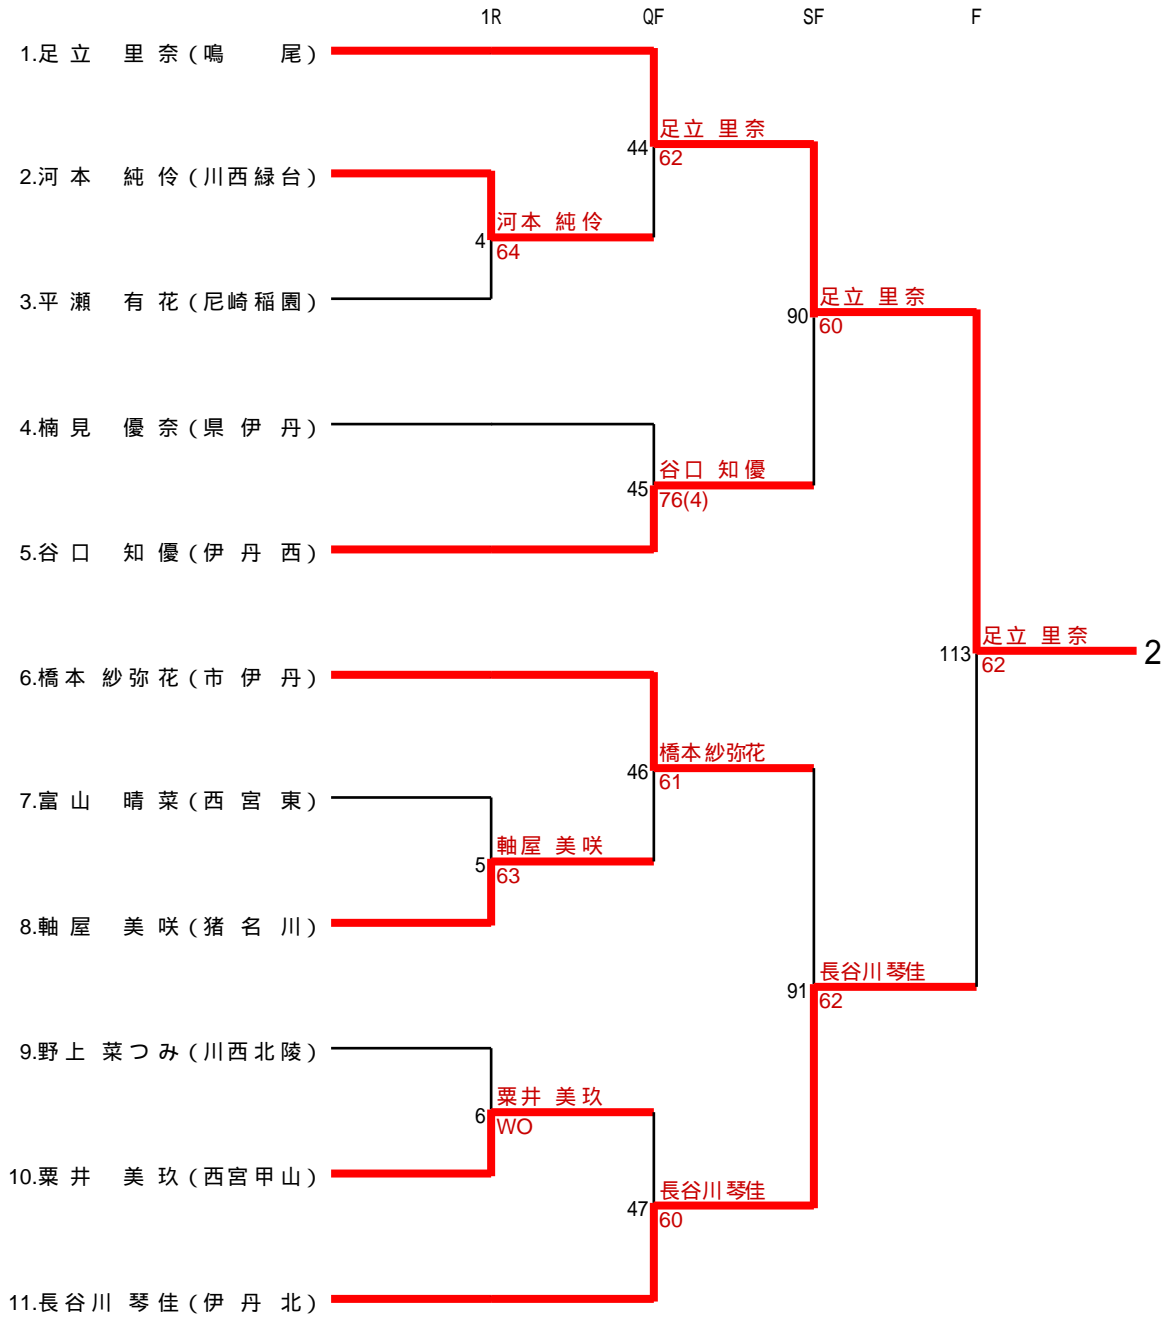 1R QF SF F
1.足立 里奈(鳴 尾)
足立 里奈
44
62
2.河本 純伶(川西緑台)
河本 純伶
4
64
3.平瀬 有花(尼崎稲園)
足立 里奈
90
60
4.楠見 優奈(県伊丹)
谷口 知優
45
76(4)
5.谷口 知優(伊丹西)
足立 里奈
113
62
2
6.橋本 紗弥花(市伊丹)
橋本 紗弥花
46
61
7.富山 晴菜(西宮東)
軸屋 美咲
5
63
8.軸屋 美咲(猪名川)
長谷川 琴佳
91
62
9.野上 菜つみ(川西北陵)
粟井 美玖
6
WO
10.粟井 美玖(西宮甲山)
長谷川 琴佳
47
60
11.長谷川 琴佳(伊丹北)